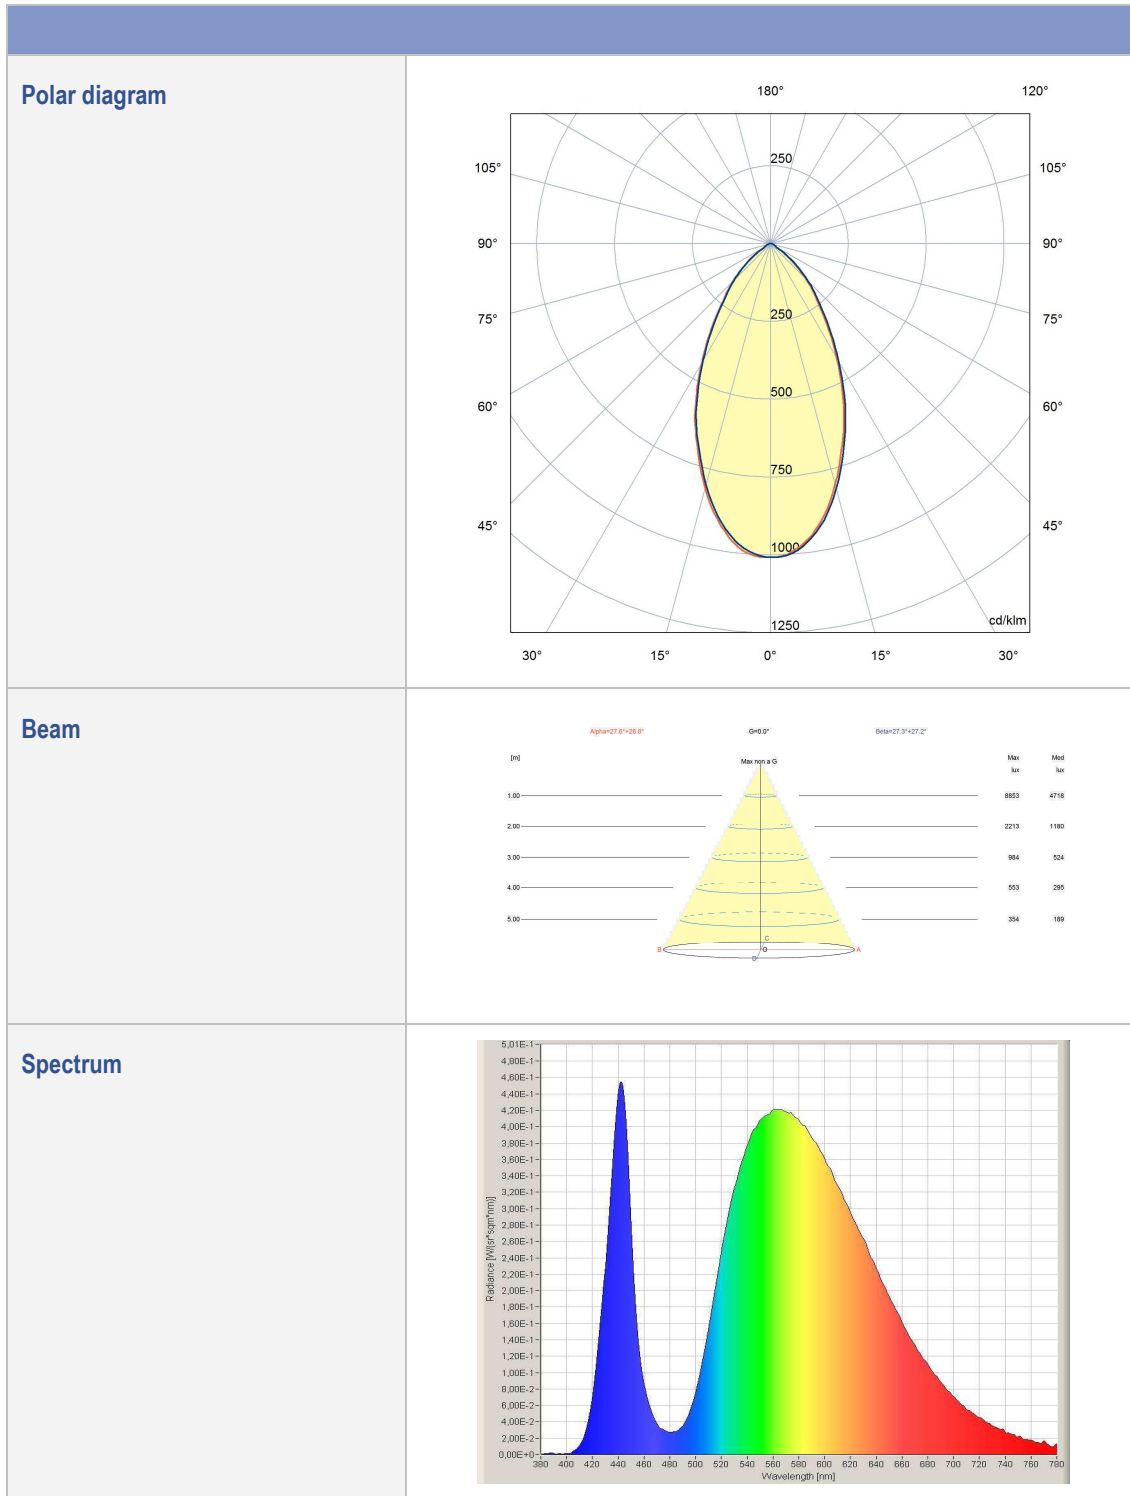 Polar diagram
180° 120°
250
105° 105°
90° 90°
250
75° 75°
500
60° 60°
750
45° 45°
1000
1250 cd/klm
30° 15° 0° 15° 30°
Beam
Alpha=27.6°+26.8° G=0.0° Beta=27.3°+27.2°
[m] Max non a G Max Med
lux lux
1.00 8853 4718
2.00 2213 1180
3.00 984 524
4.00 553 295
5.00 354 189
C
B O A
D
Spectrum
5,01E-1
4,80E-1
4,60E-1
4,40E-1
4,20E-1
4,00E-1
3,80E-1
3,60E-1
3,40E-1
3,20E-1
3,00E-1
2,80E-1
2,60E-1
2,40E-1
2,20E-1
2,00E-1
1,80E-1
1,60E-1
1,40E-1
1,20E-1
1,00E-1
8,00E-2
6,00E-2
4,00E-2
2,00E-2
0,00E+0
Radiance [W/(sr*sqm*nm)]
380 400 420 440 460 480 500 520 540 560 580 600 620 640 660 680 700 720 740 760 780
Wavelength [nm]